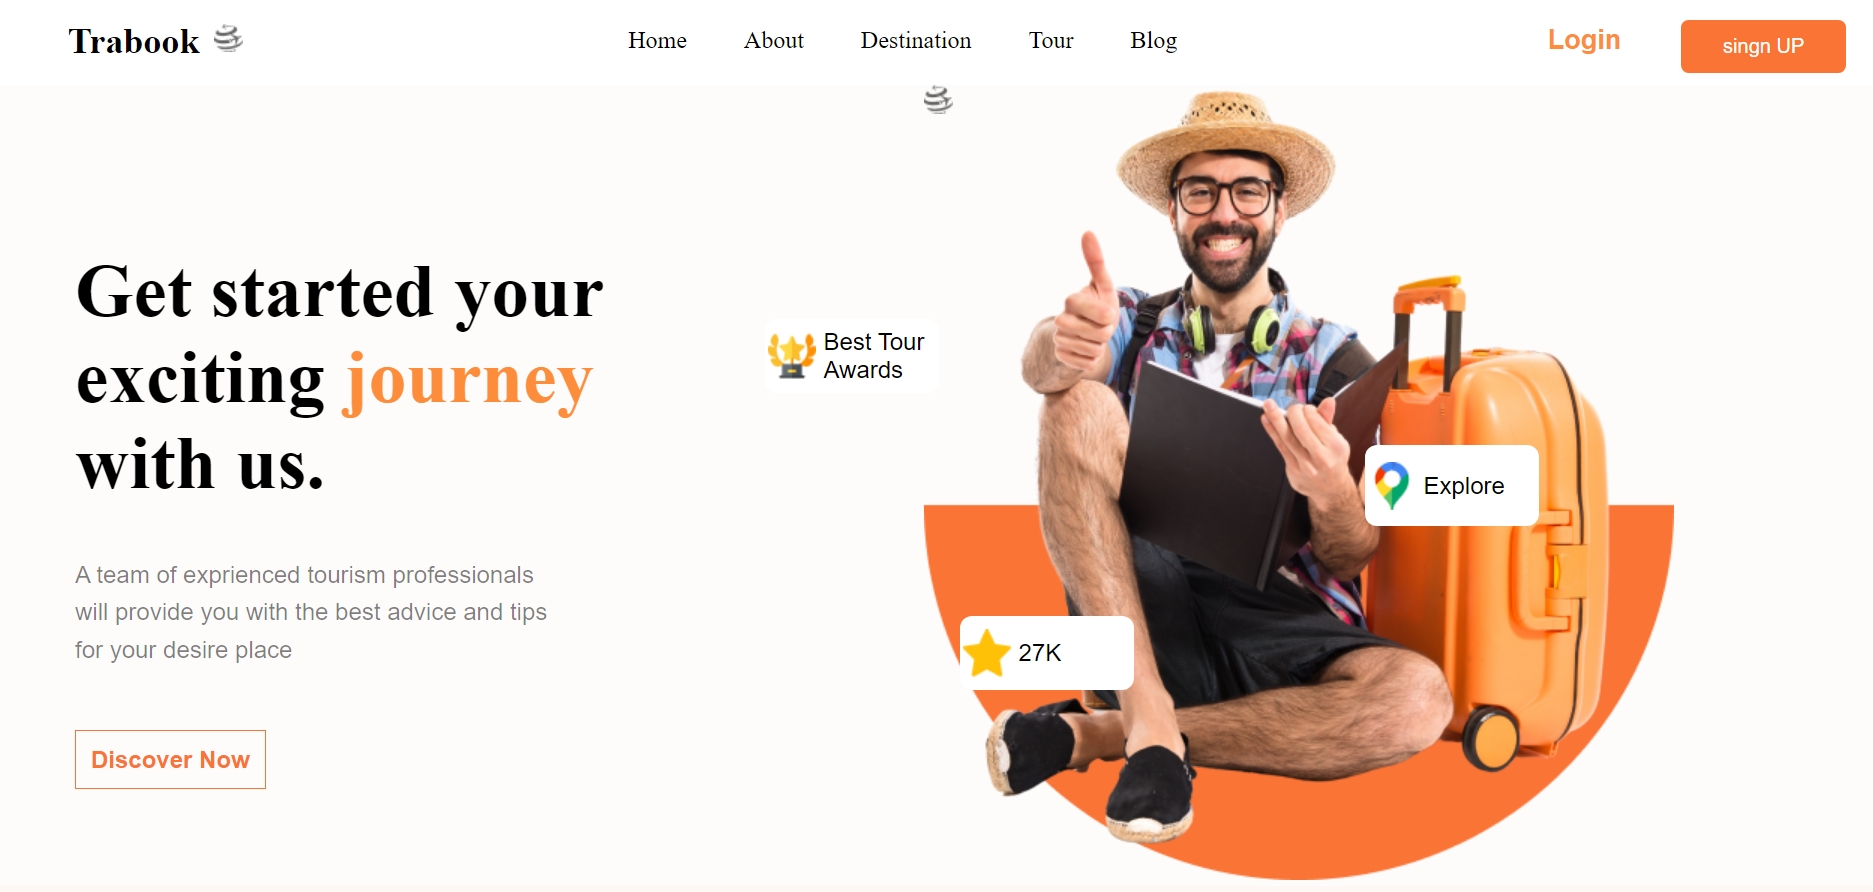 Trabook
Home About Destination Tour Blog
Login
singn UP
Get started your
exciting journey
with us.
A team of exprienced tourism professionals
will provide you with the best advice and tips
for your desire place
Discover Now
Best Tour
Awards
Explore
27K